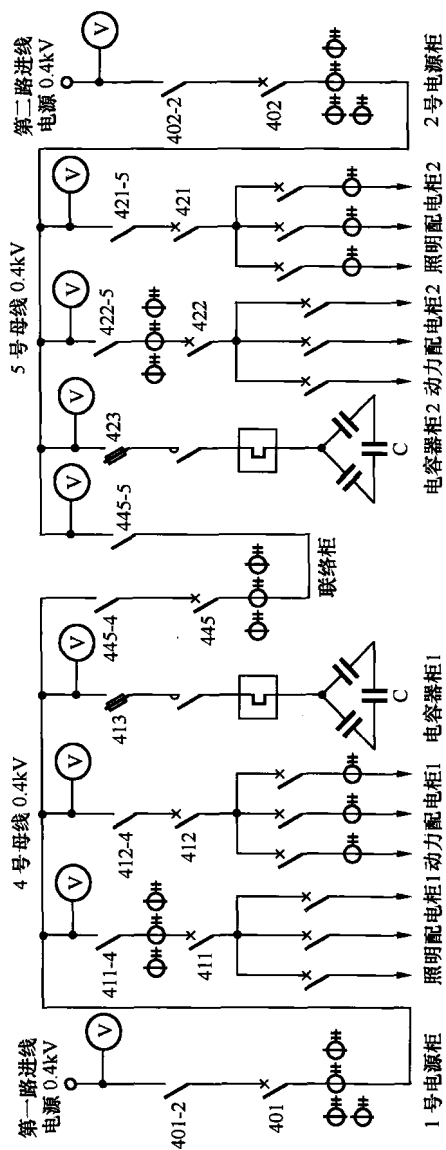 第一路进线
电源 0.4kV
V
401-2
401
1号电源柜
4号母线 0.4kV
V
411-4
411
照明配电柜1
V
412-4
412
动力配电柜1
V
413
C
电容器柜1
445-4
445
联络柜
V
445-5
5号母线 0.4kV
V
423
C
电容器柜2
V
422-5
422
动力配电柜2
V
421-5
421
照明配电柜2
第二路进线
电源 0.4kV
V
402-2
402
2号电源柜